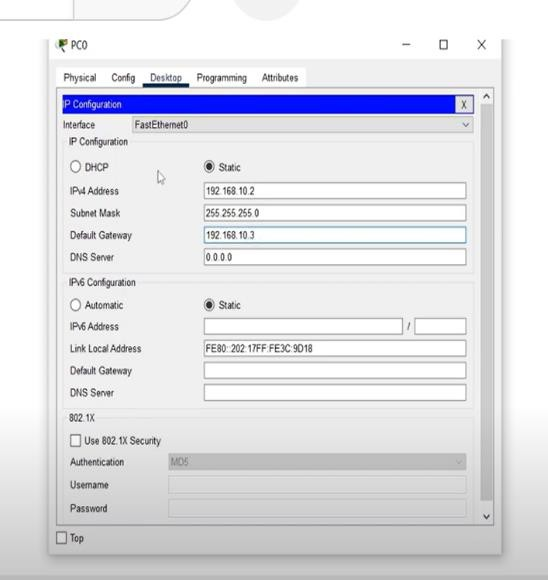 PC0
Physical Config Desktop Programming Attributes
IP Configuration X
Interface FastEthernet0
IP Configuration
DHCP Static
IPv4 Address 192.168.10.2
Subnet Mask 255.255.255.0
Default Gateway 192.168.10.3
DNS Server 0.0.0.0
IPv6 Configuration
Automatic Static
IPv6 Address /
Link Local Address FE80::202:17FF:FE3C:9D18
Default Gateway
DNS Server
802.1X
Use 802.1X Security
Authentication MD5
Username
Password
Top